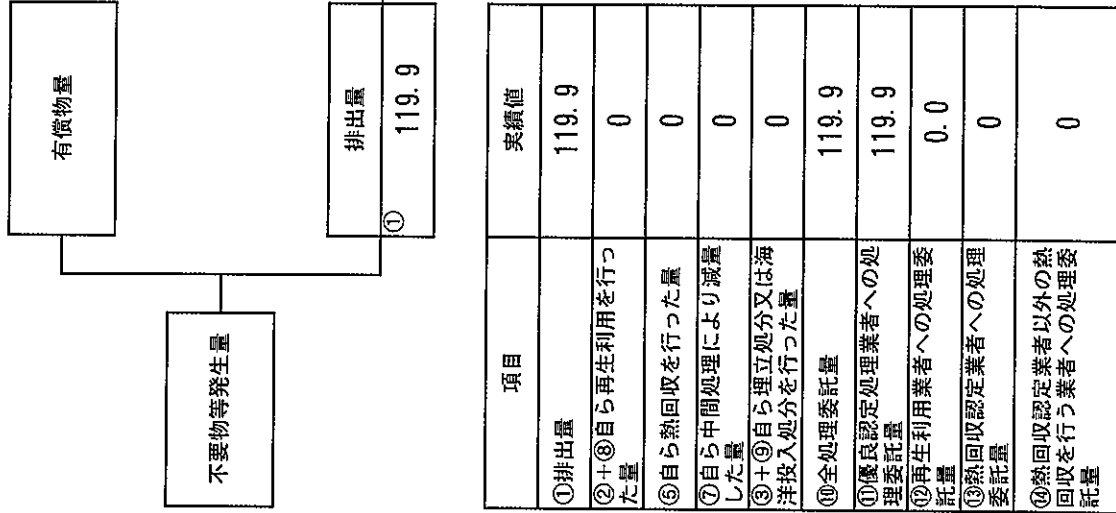 有償物量
不要物等発生量
排出量
①
119.9
項目
実績値
①排出量
119.9
②+⑧自ら再生利用を行っ
た量
0
⑤自ら熱回収を行った量
0
⑦自ら中間処理により減量
した量
0
③+⑨自ら埋立処分又は海
洋投入処分を行った量
0
⑩全処理委託量
119.9
⑪優良認定処理業者への処
理委託量
119.9
⑫再生利用業者への処理委
託量
0.0
⑬熱回収認定業者への処理
委託量
0
⑭熱回収認定業者以外の熱
回収を行う業者への処理委
託量
0